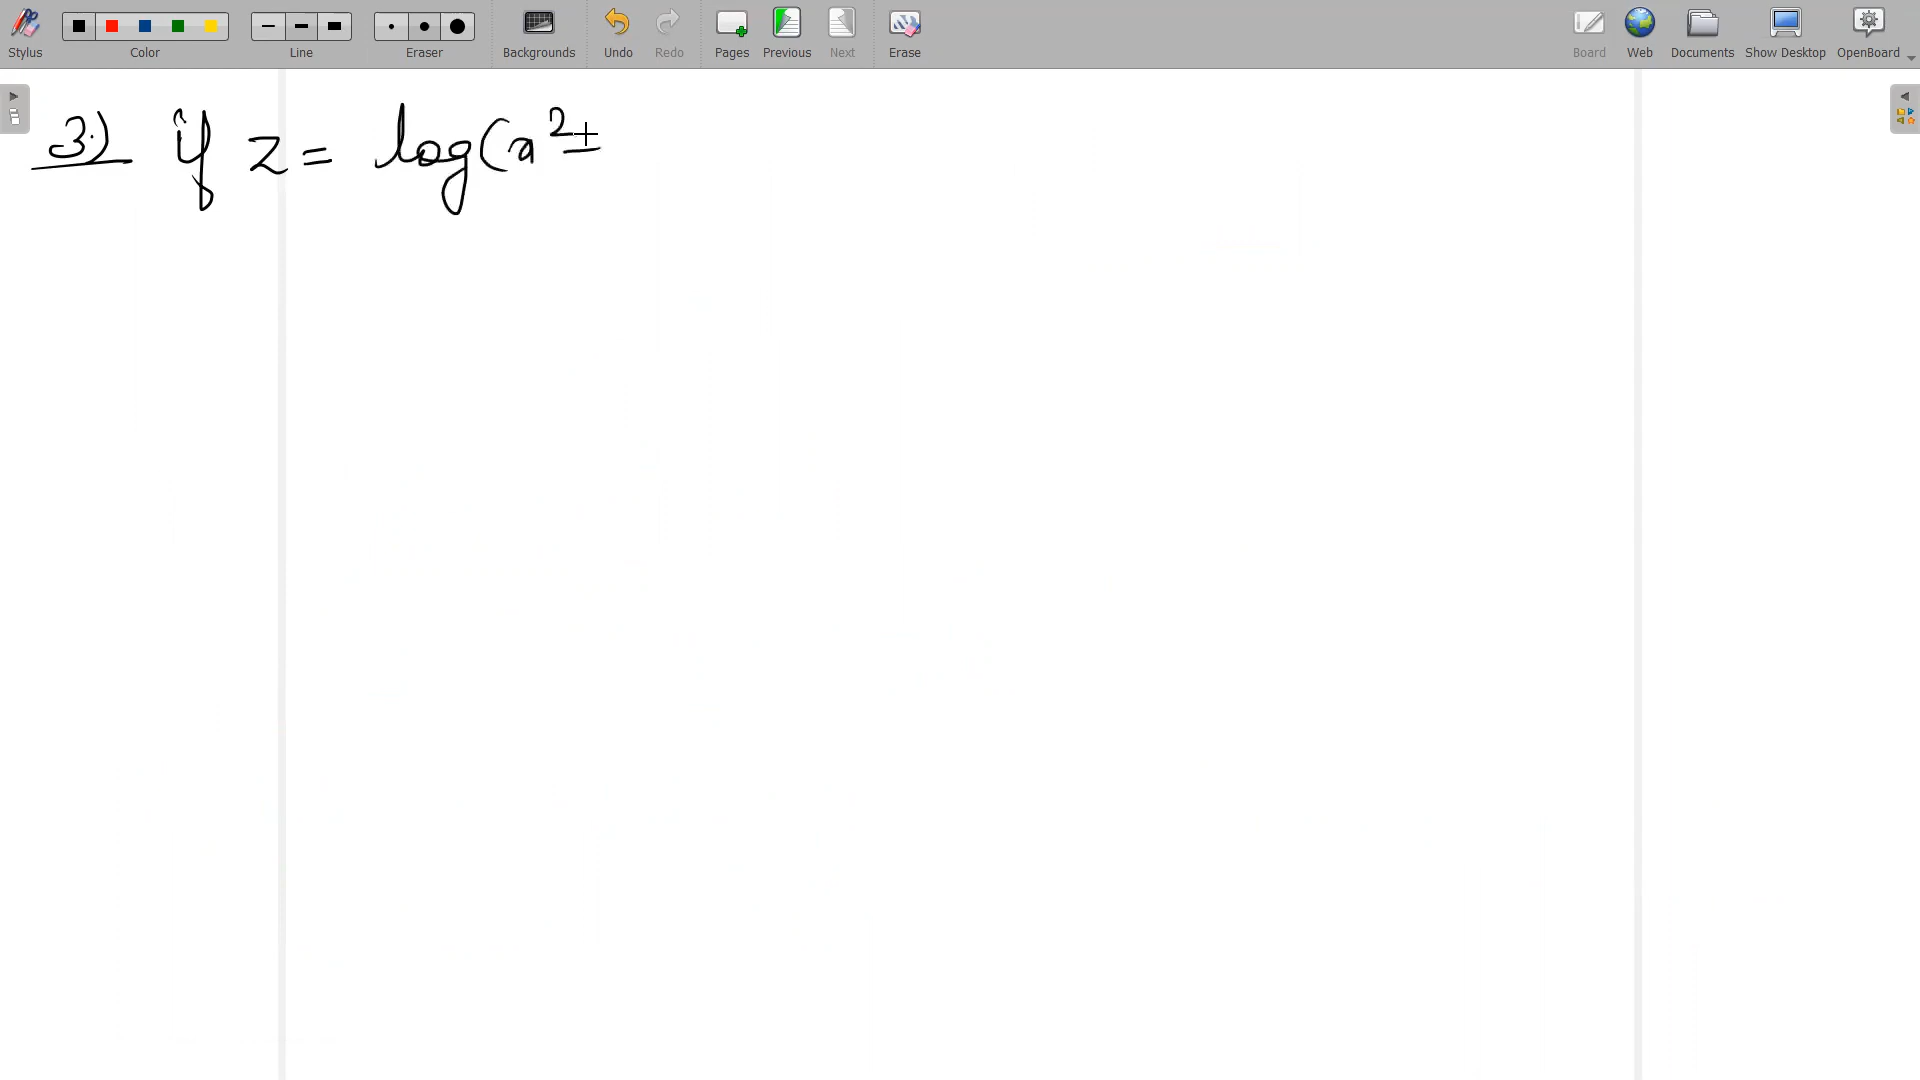 Stylus Color Line Eraser Backgrounds Undo Redo Pages Previous Next Erase Board Web Documents Show Desktop OpenBoard
3.) if z = log(x²+